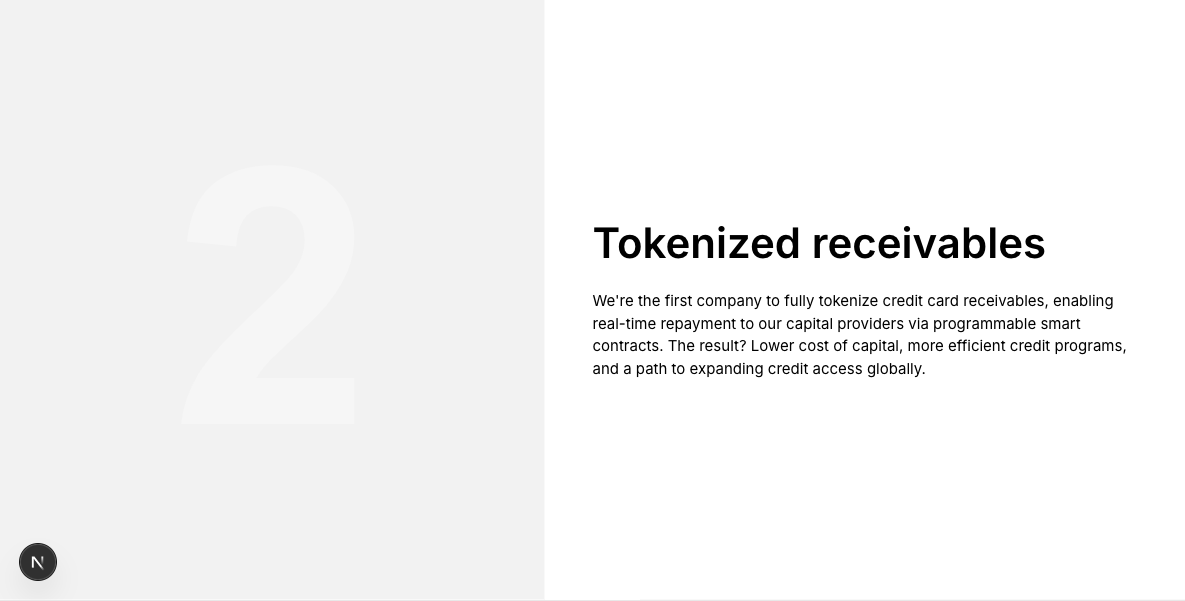 2
Tokenized receivables
We're the first company to fully tokenize credit card receivables, enabling
real-time repayment to our capital providers via programmable smart
contracts. The result? Lower cost of capital, more efficient credit programs,
and a path to expanding credit access globally.
N